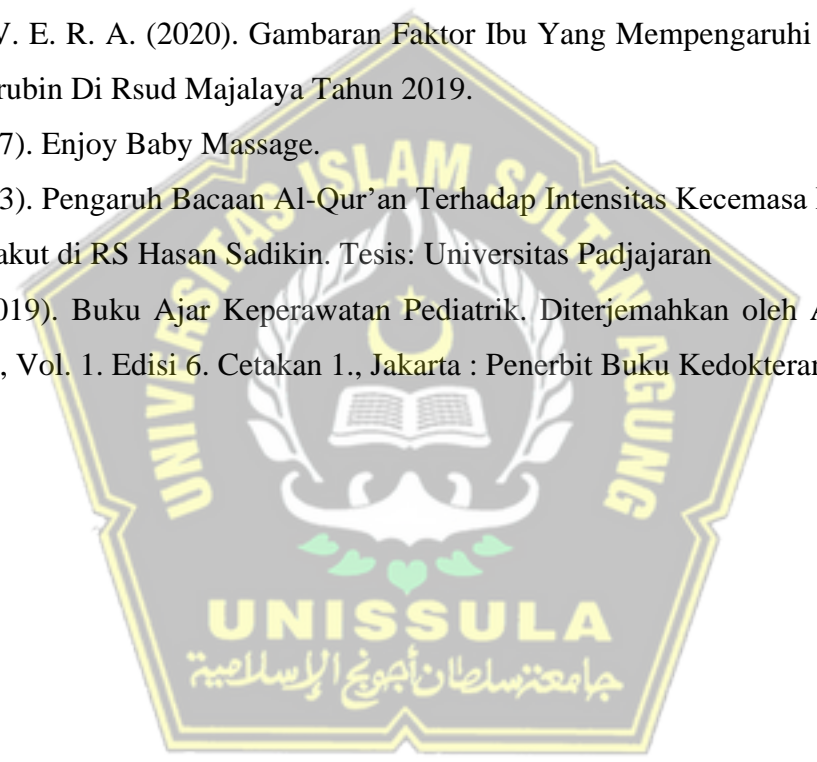 V. E. R. A. (2020). Gambaran Faktor Ibu Yang Mempengaruhi
rubin Di Rsud Majalaya Tahun 2019.
7). Enjoy Baby Massage.
3). Pengaruh Bacaan Al-Qur’an Terhadap Intensitas Kecemasa
akut di RS Hasan Sadikin. Tesis: Universitas Padjajaran
019). Buku Ajar Keperawatan Pediatrik. Diterjemahkan oleh A
, Vol. 1. Edisi 6. Cetakan 1., Jakarta : Penerbit Buku Kedokteran
UNIVERSITAS ISLAM SULTAN AGUNG
UNISSULA
جامعة سلطان أجونج الإسلامية